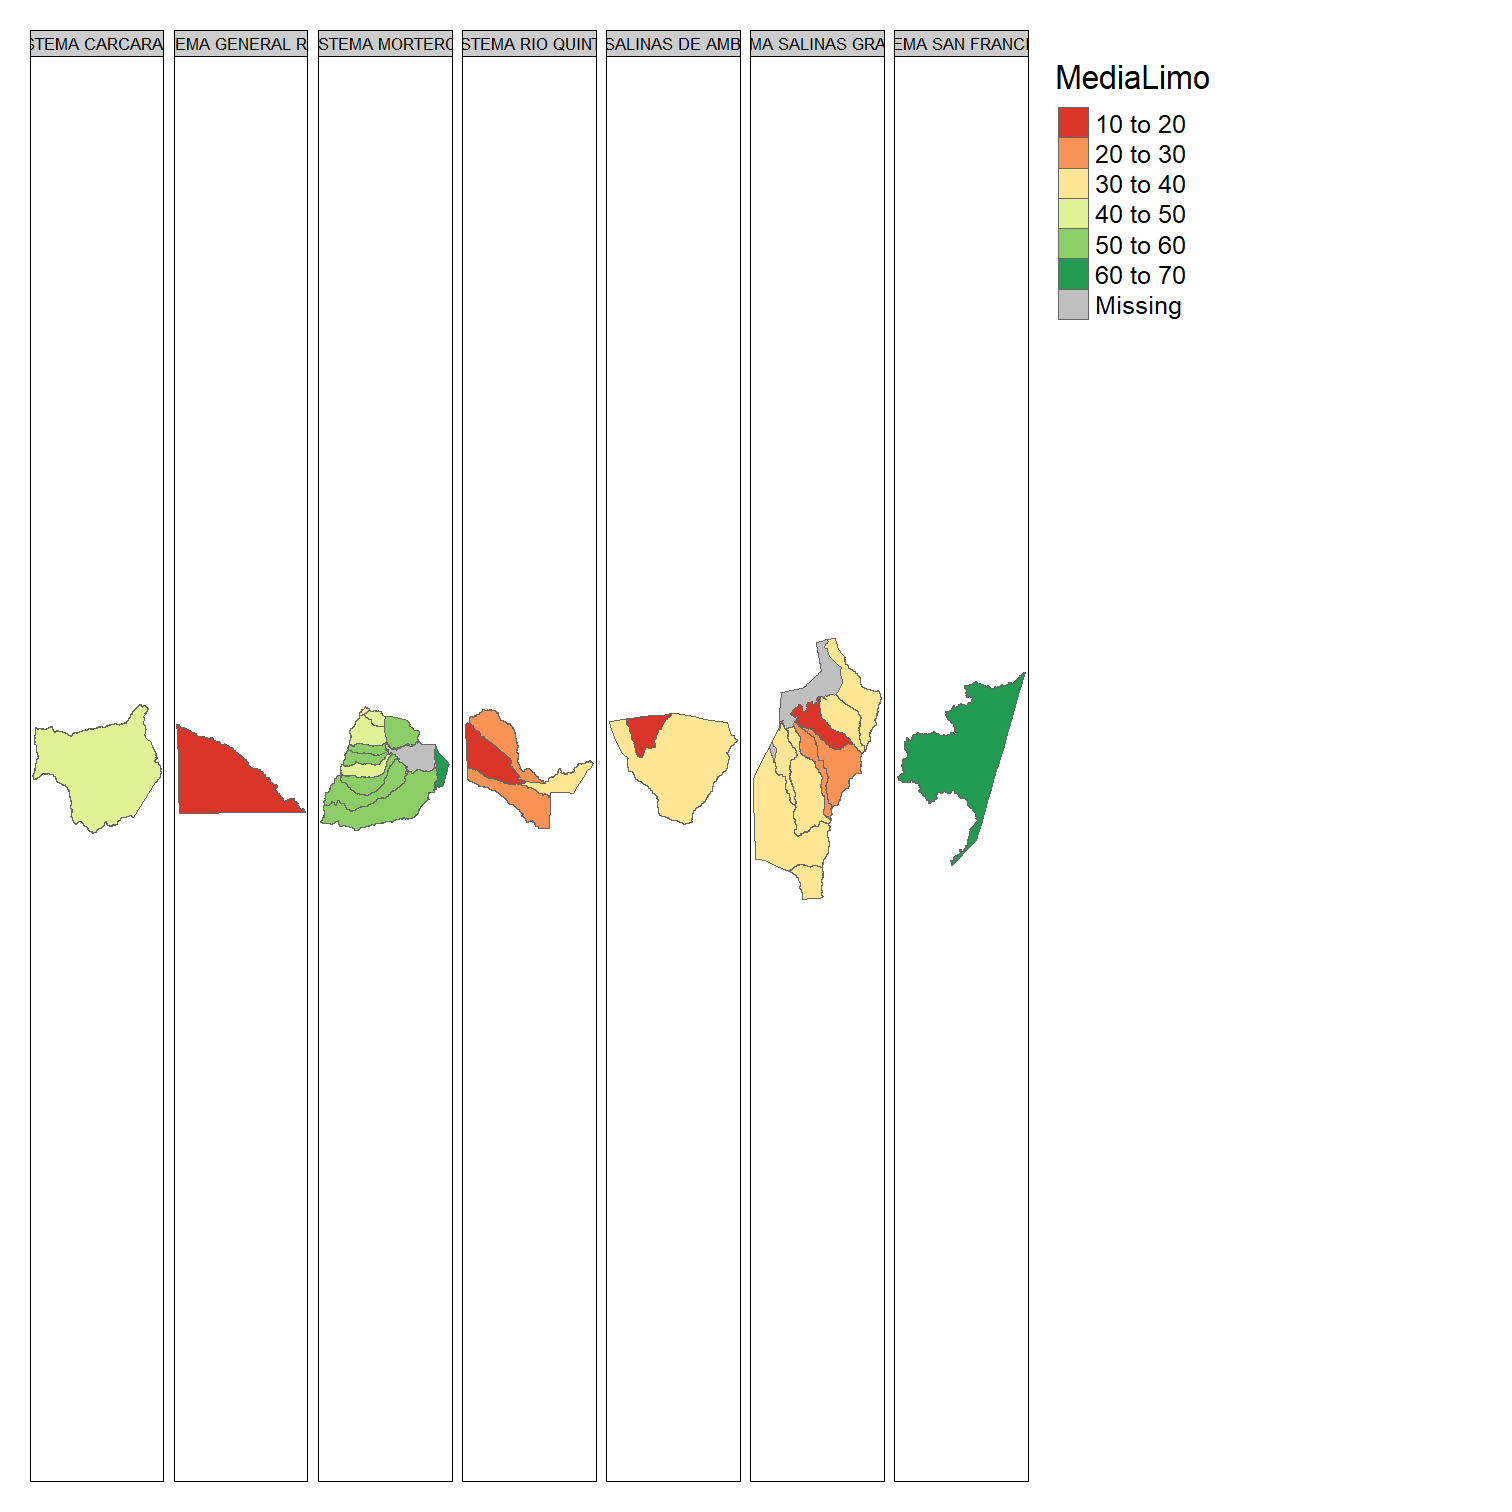 STEMA CARCARA
EMA GENERAL R
STEMA MORTERO
STEMA RIO QUINT
SALINAS DE AMB
MA SALINAS GRA
EMA SAN FRANCI
MediaLimo
10 to 20
20 to 30
30 to 40
40 to 50
50 to 60
60 to 70
Missing